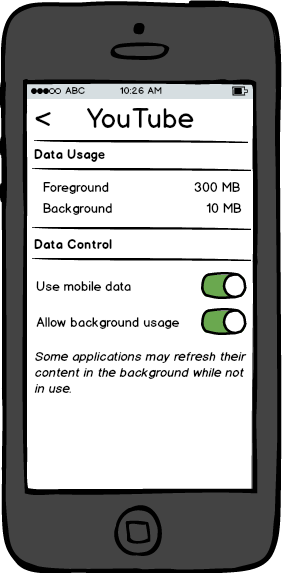 ABC 10:26 AM
< YouTube
Data Usage
Foreground 300 MB
Background 10 MB
Data Control
Use mobile data
Allow background usage
Some applications may refresh their
content in the background while not
in use.